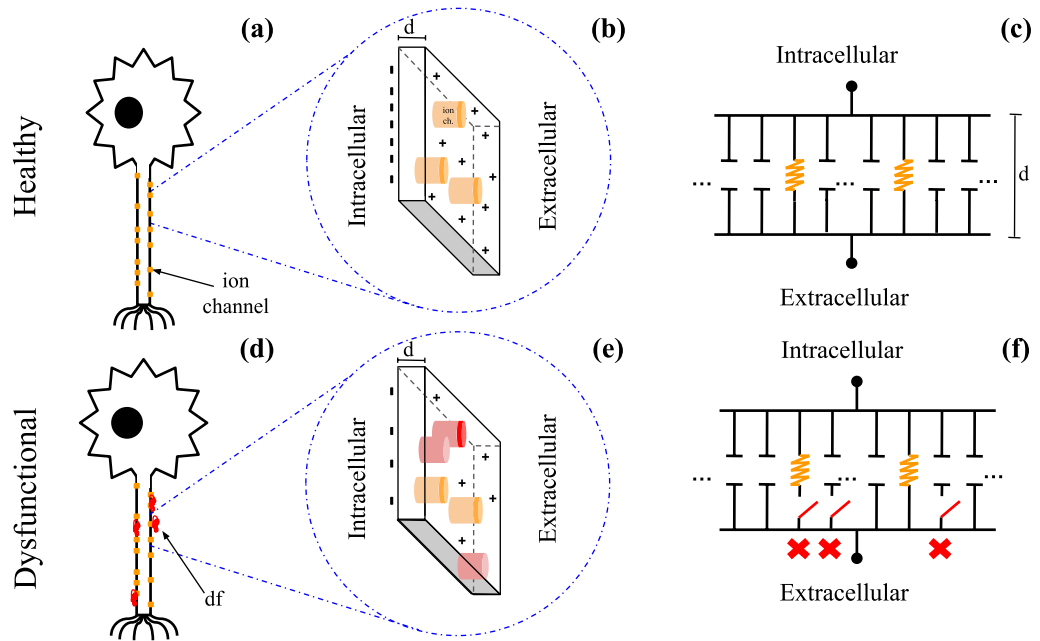 Healthy
(a)
ion
channel
(b)
d
Intracellular
ion
ch.
Extracellular
(c)
Intracellular
...
...
...
d
Extracellular
Dysfunctional
(d)
df
(e)
d
Intracellular
Extracellular
(f)
Intracellular
...
...
...
Extracellular